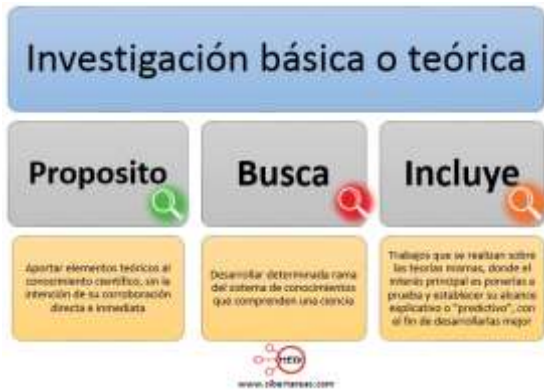 Investigación básica o teórica
Proposito
Busca
Incluye
Aportar elementos teóricos al
conocimiento científico, sin la
intención de su corroboración
directa e inmediata
Desarrollar determinada rama
del sistema de conocimientos
que comprenden una ciencia
Trabajos que se realizan sobre
las teorías mismas, donde el
interés principal es ponerlas a
prueba y establecer su alcance
explicativo o "predictivo", con
el fin de desarrollarlas mejor
www.cibertareas.com